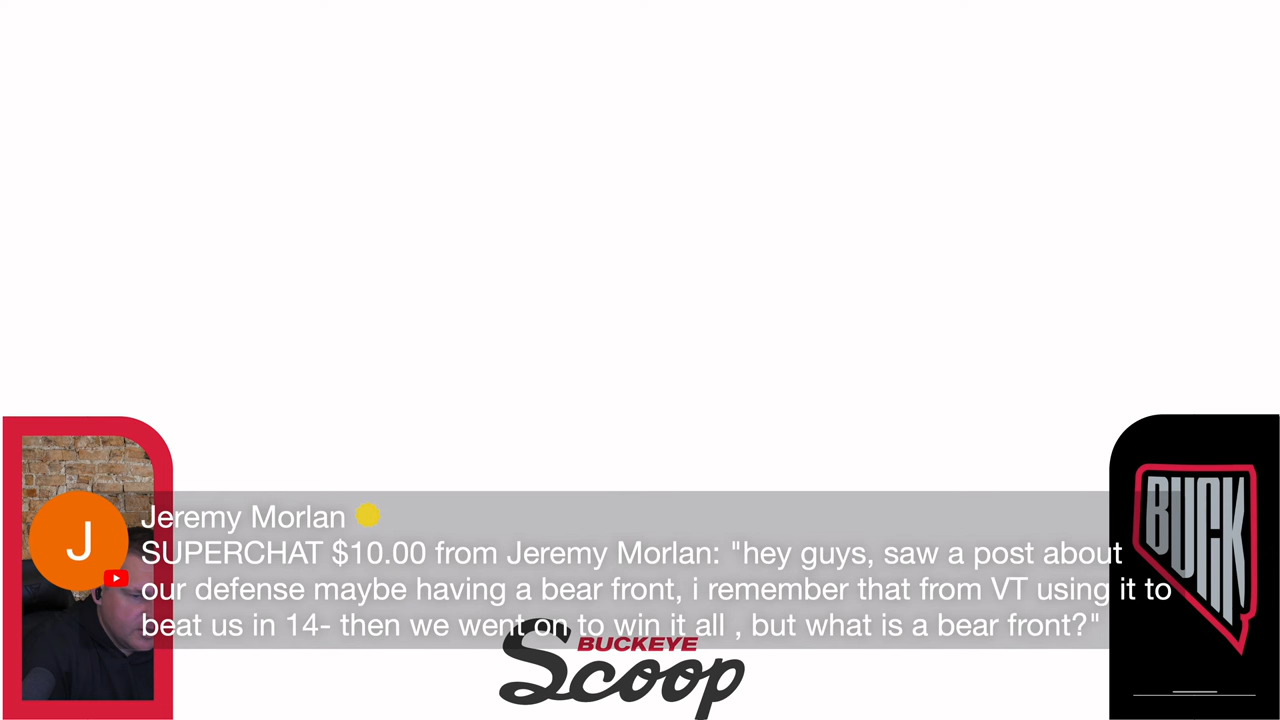 J
Jeremy Morlan
SUPERCHAT $10.00 from Jeremy Morlan: "hey guys, saw a post about
our defense maybe having a bear front, i remember that from VT using it to
beat us in 14- then we went on to win it all , but what is a bear front?"
BUCK
BUCKEYE
Scoop